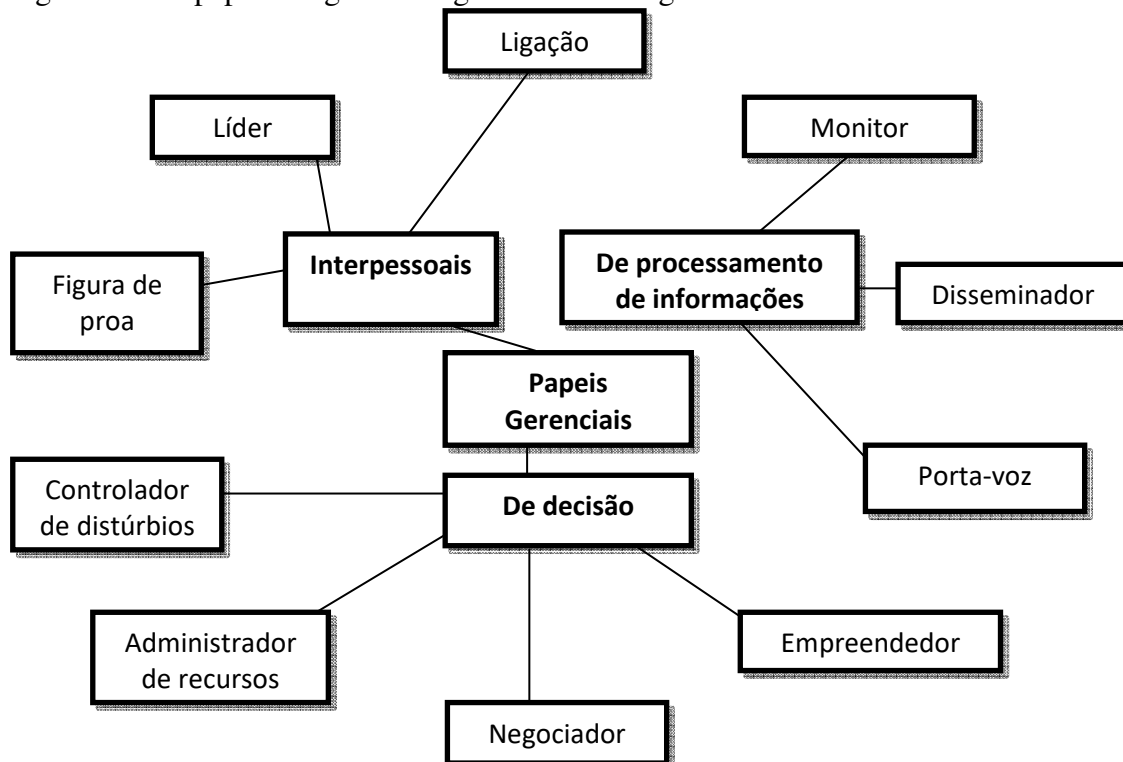 Ligação
Líder
Monitor
Interpessoais
De processamento
de informações
Figura de
proa
Disseminador
Papeis
Gerenciais
Controlador
de distúrbios
De decisão
Porta-voz
Administrador
de recursos
Empreendedor
Negociador